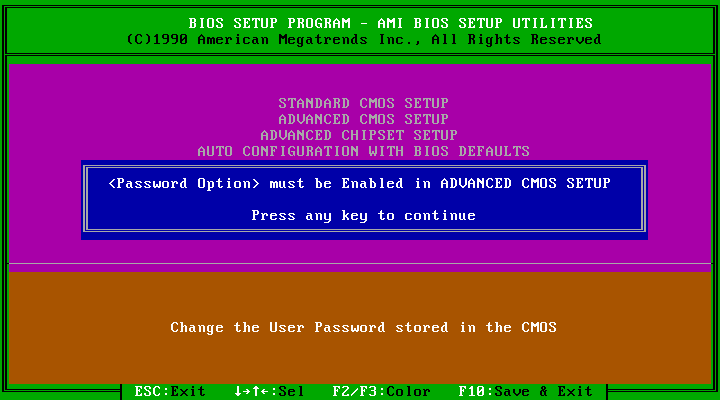 BIOS SETUP PROGRAM - AMI BIOS SETUP UTILITIES
(C)1990 American Megatrends Inc., All Rights Reserved
STANDARD CMOS SETUP
ADVANCED CMOS SETUP
ADVANCED CHIPSET SETUP
AUTO CONFIGURATION WITH BIOS DEFAULTS
<Password Option> must be Enabled in ADVANCED CMOS SETUP
Press any key to continue
Change the User Password stored in the CMOS
ESC:Exit ↓→↑←:Sel F2/F3:Color F10:Save & Exit